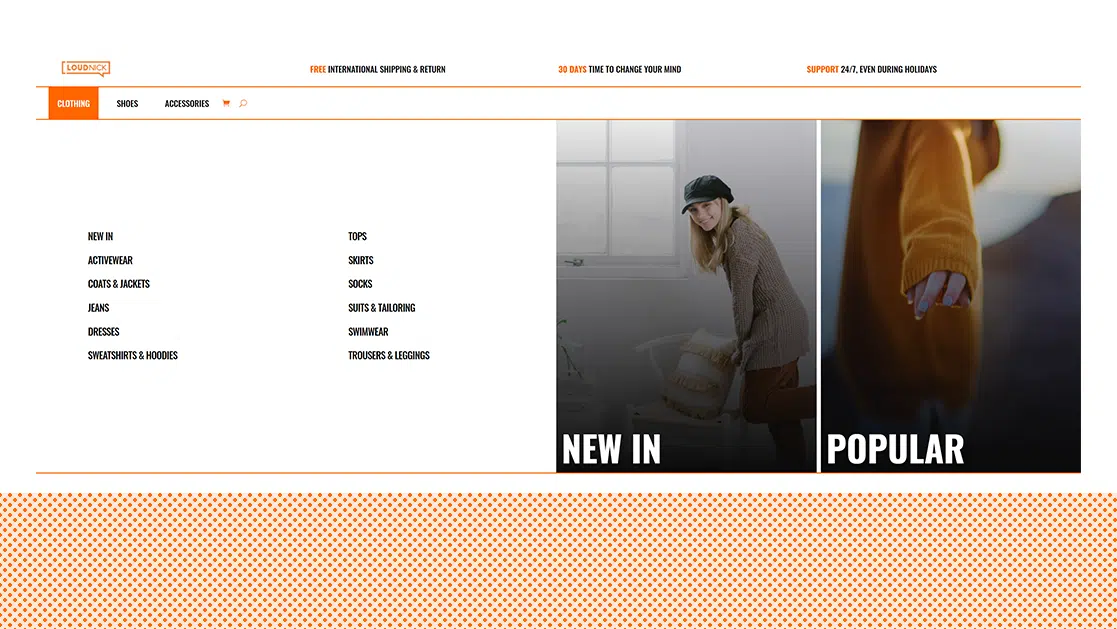 LOUDNICK
FREE INTERNATIONAL SHIPPING & RETURN
30 DAYS TIME TO CHANGE YOUR MIND
SUPPORT 24/7, EVEN DURING HOLIDAYS
CLOTHING SHOES ACCESSORIES
NEW IN
ACTIVEWEAR
COATS & JACKETS
JEANS
DRESSES
SWEATSHIRTS & HOODIES
TOPS
SKIRTS
SOCKS
SUITS & TAILORING
SWIMWEAR
TROUSERS & LEGGINGS
NEW IN
POPULAR